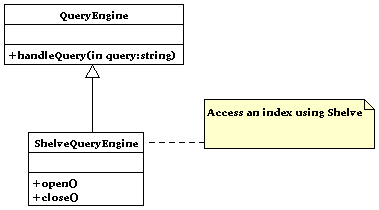 QueryEngine
+handleQuery(in query:string)
ShelveQueryEngine
+open()
+close()
Access an index using Shelve